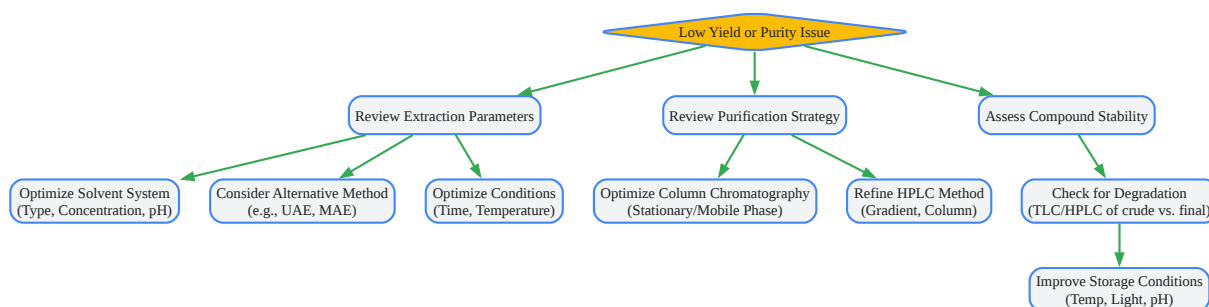 Low Yield or Purity Issue
Review Extraction Parameters
Review Purification Strategy
Assess Compound Stability
Optimize Solvent System
(Type, Concentration, pH)
Consider Alternative Method
(e.g., UAE, MAE)
Optimize Conditions
(Time, Temperature)
Optimize Column Chromatography
(Stationary/Mobile Phase)
Refine HPLC Method
(Gradient, Column)
Check for Degradation
(TLC/HPLC of crude vs. final)
Improve Storage Conditions
(Temp, Light, pH)